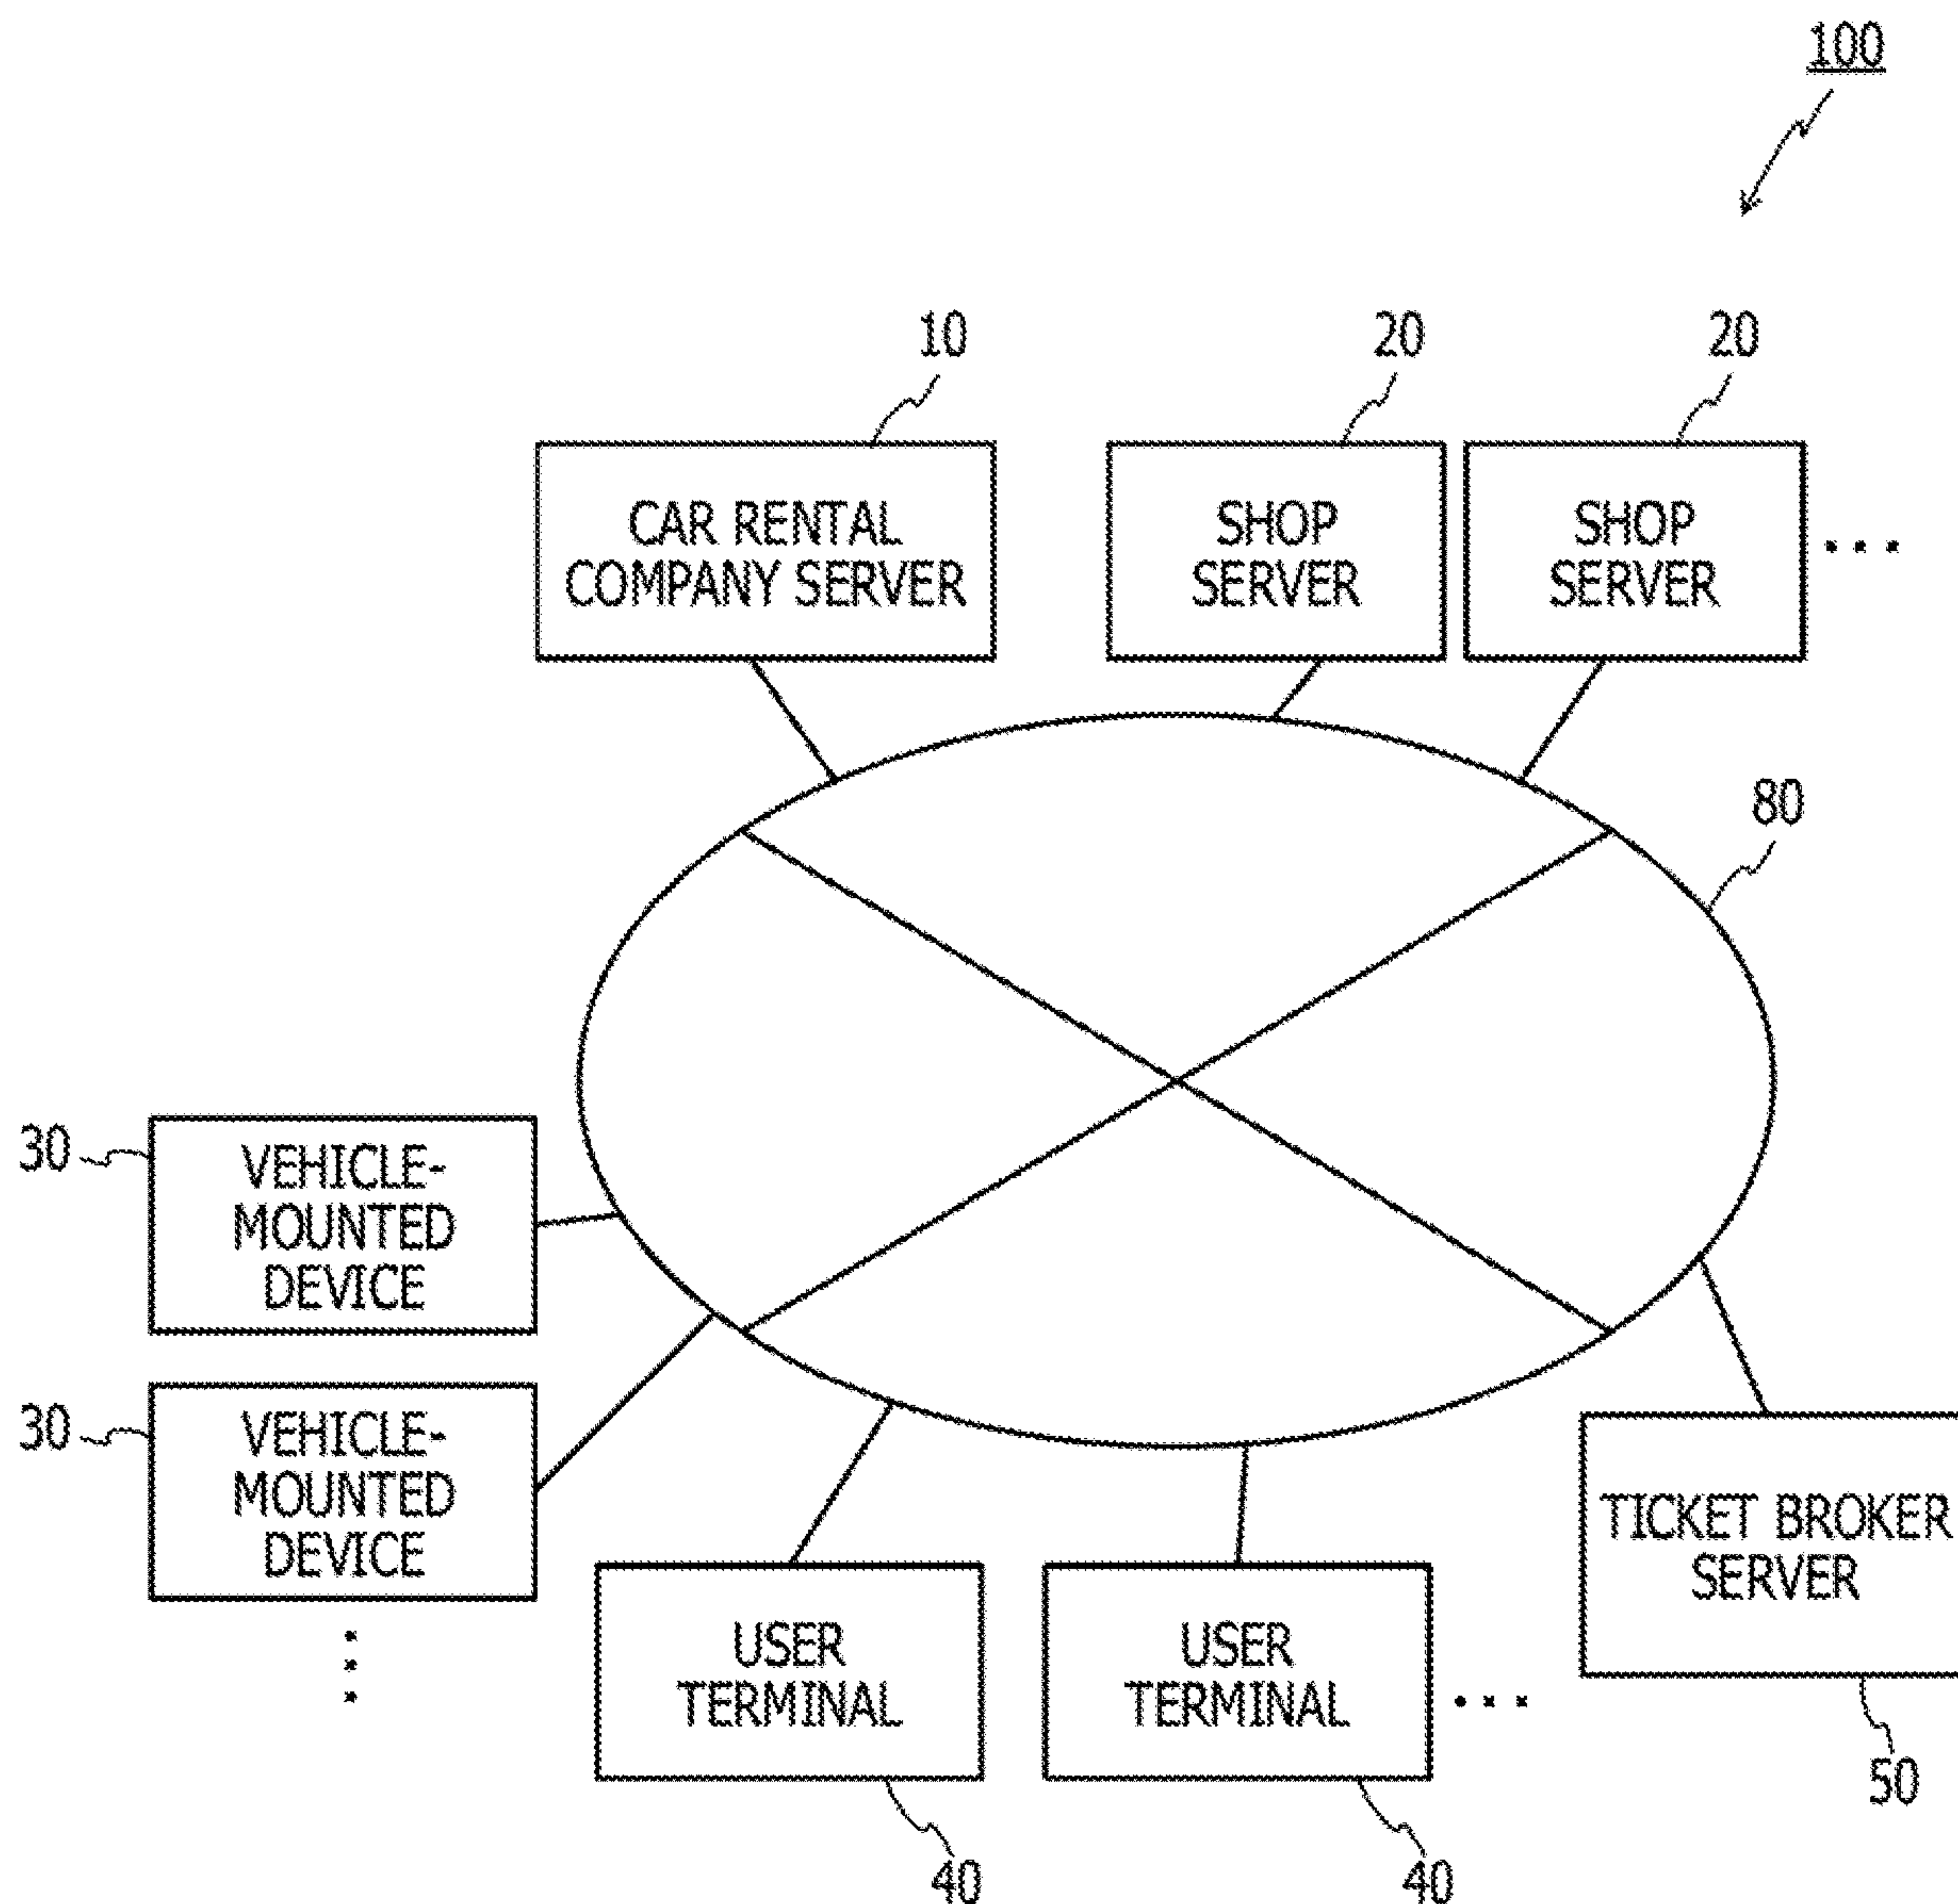 100
10
20
20
CAR RENTAL
COMPANY SERVER
SHOP
SERVER
SHOP
SERVER
80
30
VEHICLE-
MOUNTED
DEVICE
30
VEHICLE-
MOUNTED
DEVICE
USER
TERMINAL
USER
TERMINAL
TICKET BROKER
SERVER
50
40
40